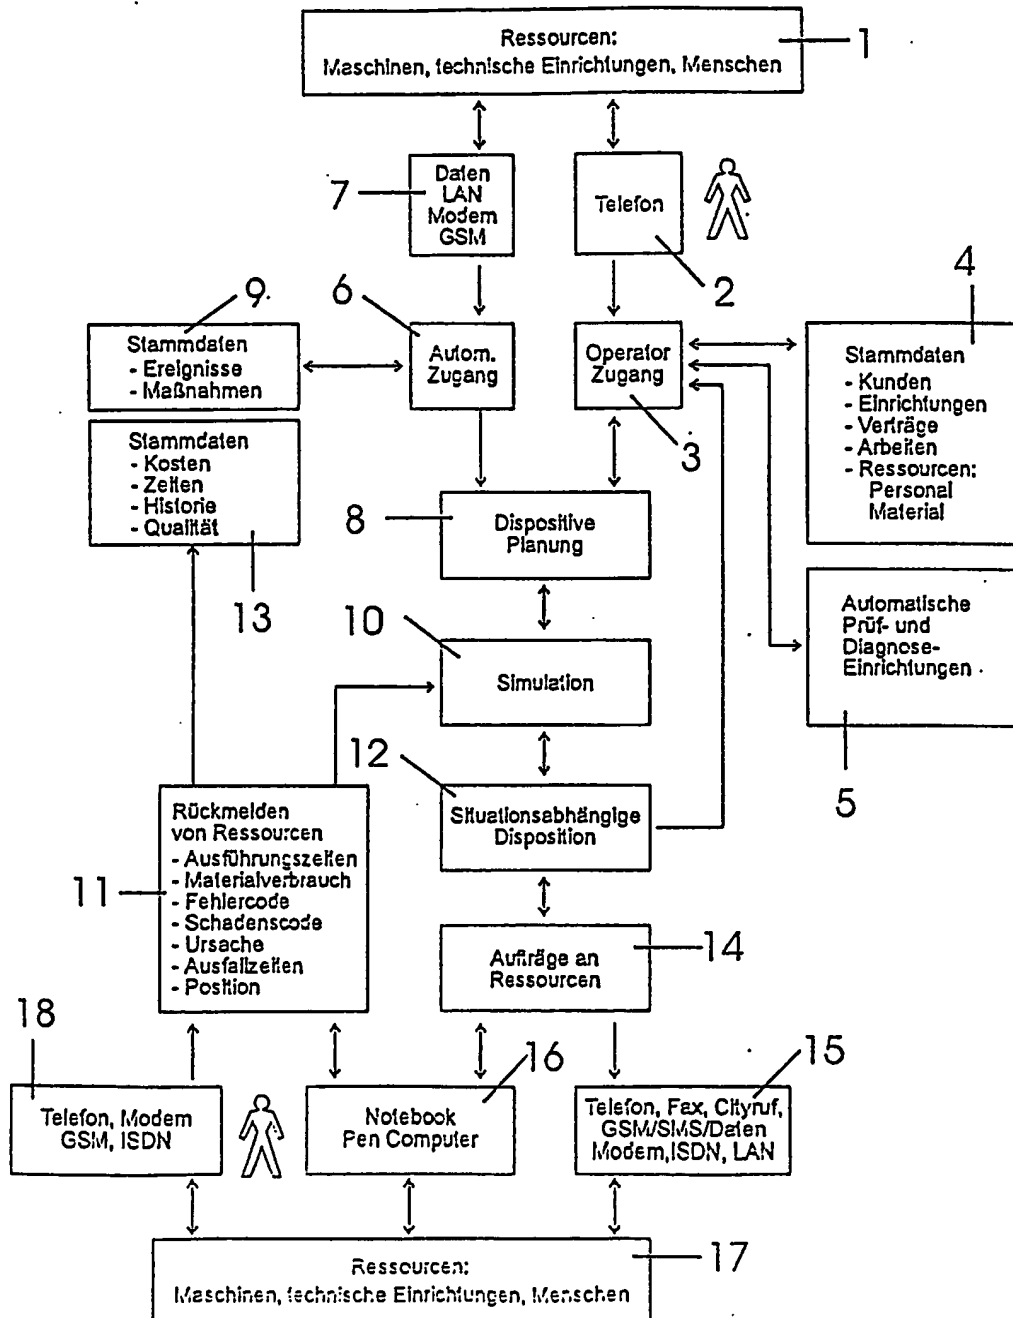 Ressourcen:
Maschinen, technische Einrichtungen, Menschen
1
7
Daten
LAN
Modem
GSM
Telefon
2
4
9
6
Stammdaten
- Ereignisse
- Maßnahmen
Autom.
Zugang
Operator
Zugang
3
Stammdaten
- Kunden
- Einrichtungen
- Verträge
- Arbeiten
- Ressourcen:
Personal
Material
Stammdaten
- Kosten
- Zeiten
- Historie
- Qualität
13
8
Dispositive
Planung
Automatische
Prüf- und
Diagnose-
Einrichtungen
5
10
Simulation
12
Situationsabhängige
Disposition
11
Rückmelden
von Ressourcen
- Ausführungszeiten
- Materialverbrauch
- Fehlercode
- Schadenscode
- Ursache
- Ausfallzeiten
- Position
Aufträge an
Ressourcen
14
18
Telefon, Modem
GSM, ISDN
16
Notebook
Pen Computer
15
Telefon, Fax, Cityruf,
GSM/SMS/Daten
Modem,ISDN, LAN
Ressourcen:
Maschinen, technische Einrichtungen, Menschen
17